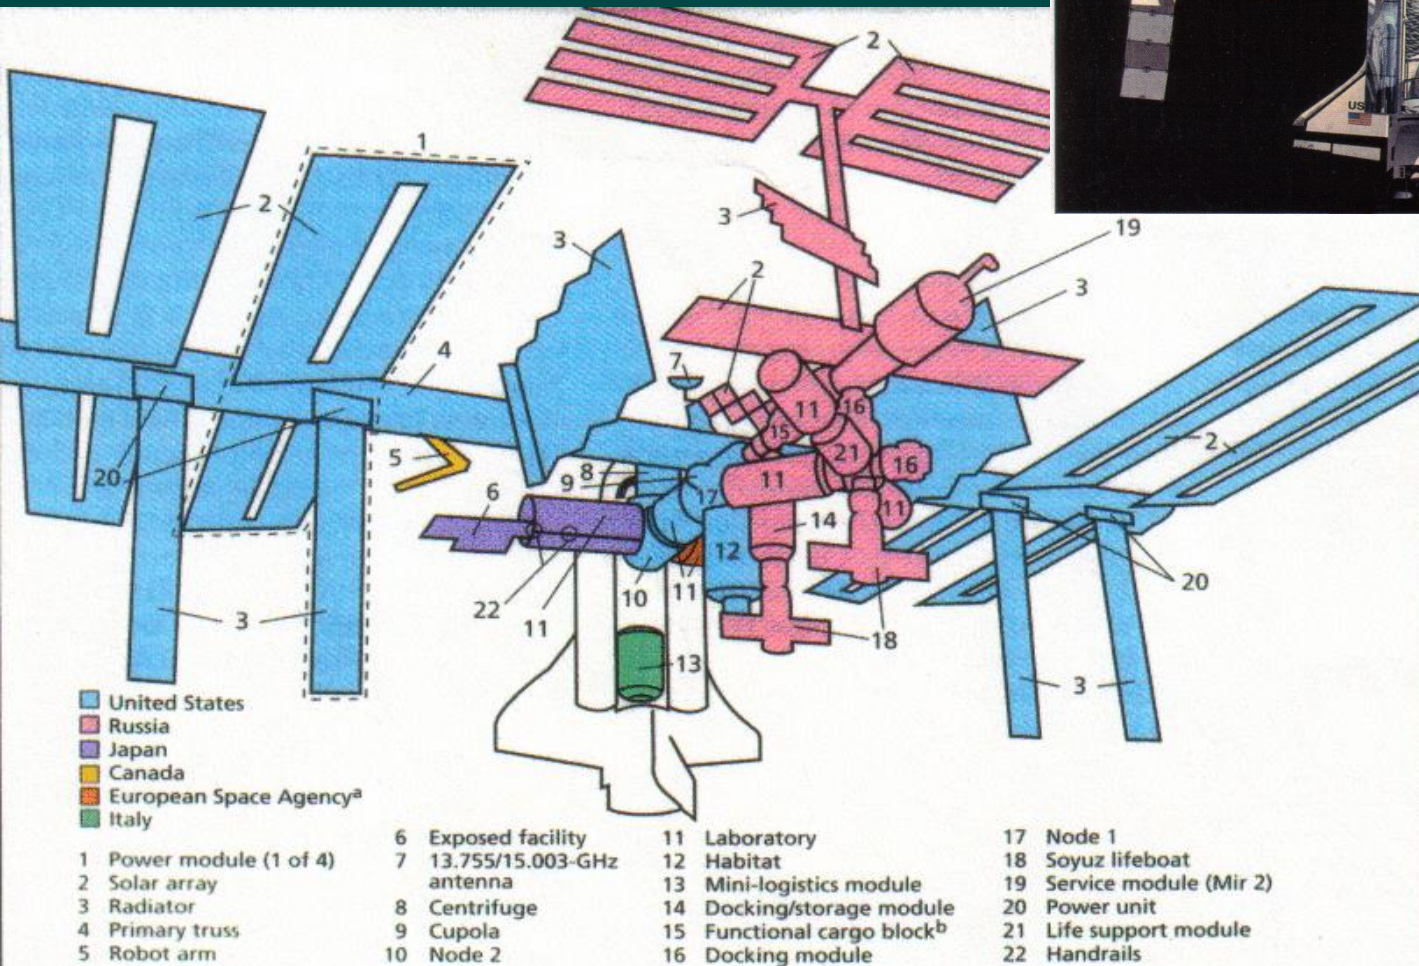 2
1
2
3
19
3
2
3
4
7
5
11
16
15
21
2
20
8
9
16
6
17
11
11
14
12
20
10
11
22
11
18
3
13
3
United States
Russia
Japan
Canada
European Space Agencyᵃ
Italy
1 Power module (1 of 4)
2 Solar array
3 Radiator
4 Primary truss
5 Robot arm
6 Exposed facility
7 13.755/15.003-GHz
antenna
8 Centrifuge
9 Cupola
10 Node 2
11 Laboratory
12 Habitat
13 Mini-logistics module
14 Docking/storage module
15 Functional cargo blockᵇ
16 Docking module
17 Node 1
18 Soyuz lifeboat
19 Service module (Mir 2)
20 Power unit
21 Life support module
22 Handrails